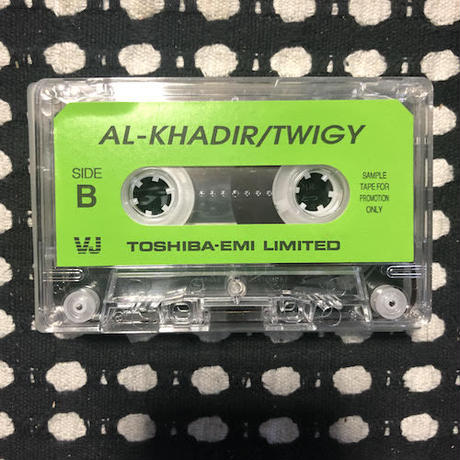 AL-KHADIR/TWIGY
SIDE
B
SAMPLE
TAPE FOR
PROMOTION
ONLY
VJ
TOSHIBA-EMI LIMITED